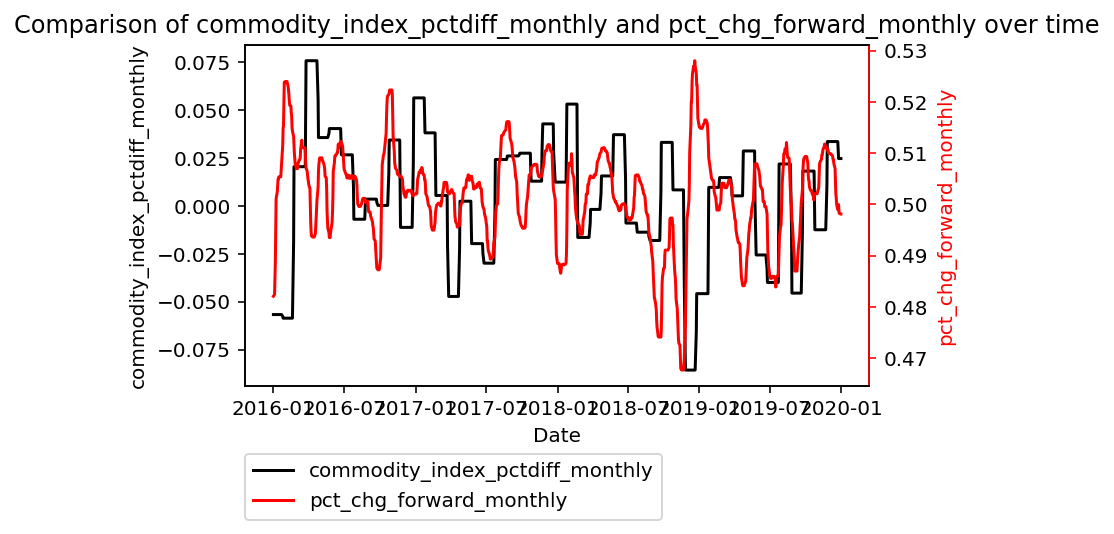 Comparison of commodity_index_pctdiff_monthly and pct_chg_forward_monthly over time
commodity_index_pctdiff_monthly
0.075
0.050
0.025
0.000
−0.025
−0.050
−0.075
0.53
0.52
0.51
0.50
0.49
0.48
0.47
pct_chg_forward_monthly
2016-01 2016-07 2017-01 2017-07 2018-01 2018-07 2019-01 2019-07 2020-01
Date
commodity_index_pctdiff_monthly
pct_chg_forward_monthly